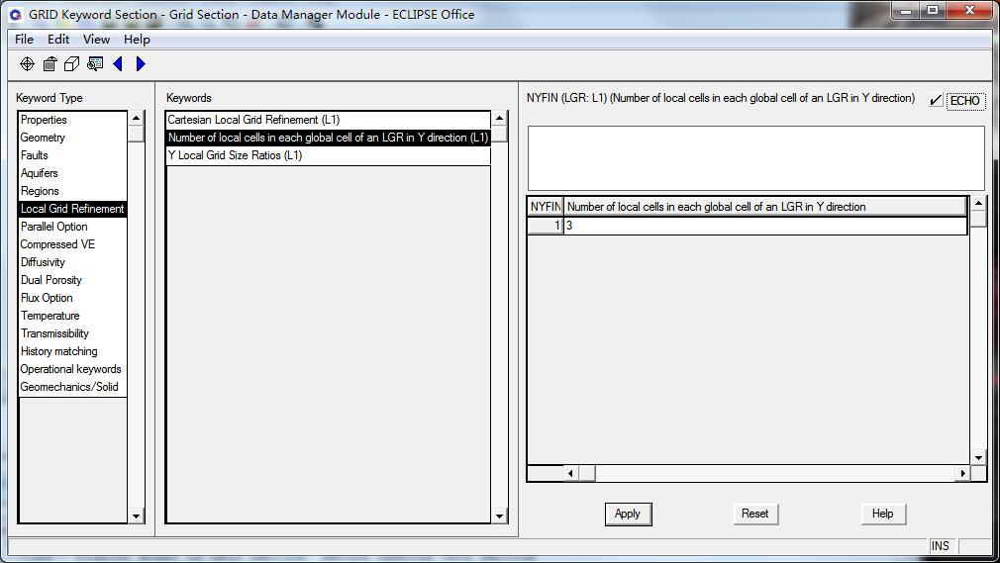 GRID Keyword Section - Grid Section - Data Manager Module - ECLIPSE Office
File Edit View Help
Keyword Type
Properties
Geometry
Faults
Aquifers
Regions
Local Grid Refinement
Parallel Option
Compressed VE
Diffusivity
Dual Porosity
Flux Option
Temperature
Transmissibility
History matching
Operational keywords
Geomechanics/Solid
Keywords
Cartesian Local Grid Refinement (L1)
Number of local cells in each global cell of an LGR in Y direction (L1)
Y Local Grid Size Ratios (L1)
NYFIN (LGR: L1) (Number of local cells in each global cell of an LGR in Y direction)
ECHO
NYFIN Number of local cells in each global cell of an LGR in Y direction
1 3
Apply Reset Help
INS